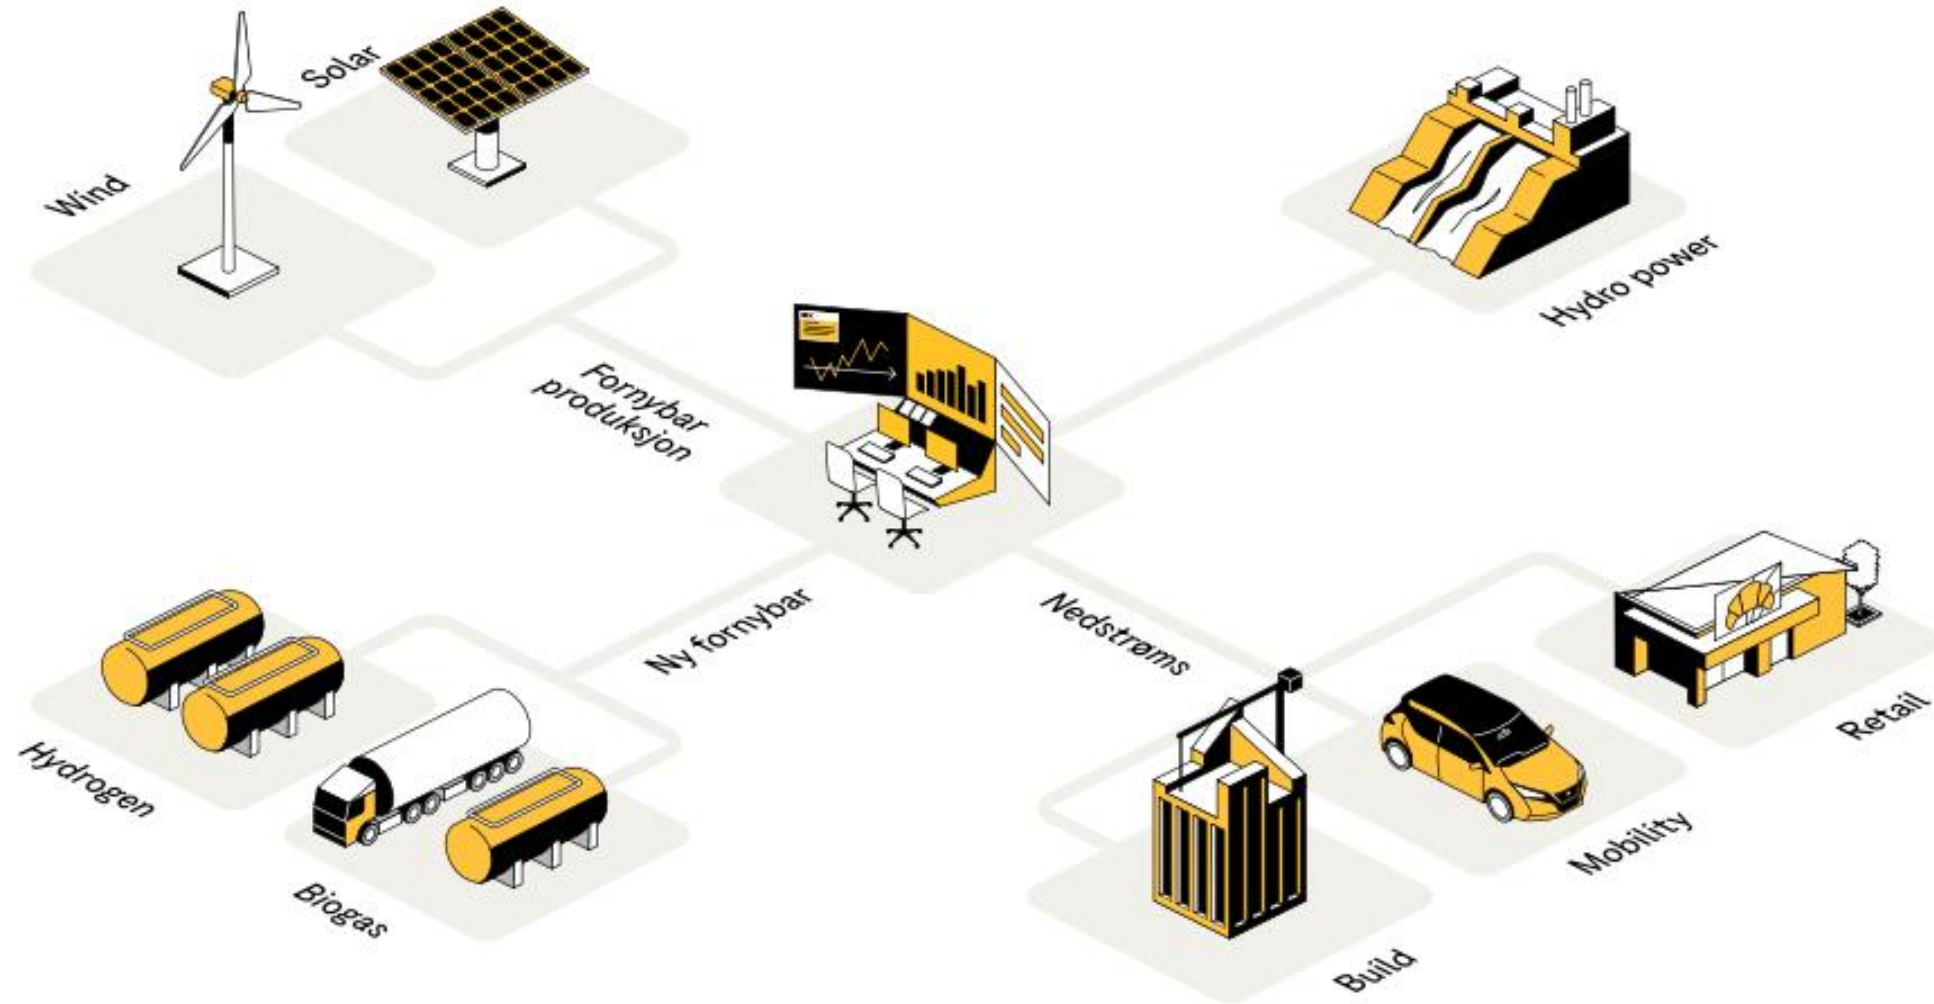 Solar
Wind
Hydro power
Fornybar
produksjon
Ny fornybar
Nedstrøms
Hydrogen
Biogas
Retail
Mobility
Build